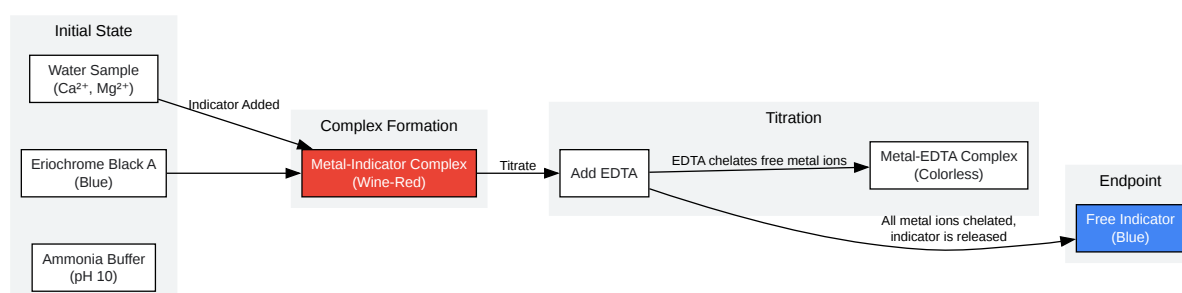 Initial State
Water Sample
(Ca²⁺, Mg²⁺)
Indicator Added
Eriochrome Black A
(Blue)
Ammonia Buffer
(pH 10)
Complex Formation
Metal-Indicator Complex
(Wine-Red)
Titrate
Titration
Add EDTA
EDTA chelates free metal ions
Metal-EDTA Complex
(Colorless)
All metal ions chelated,
indicator is released
Endpoint
Free Indicator
(Blue)